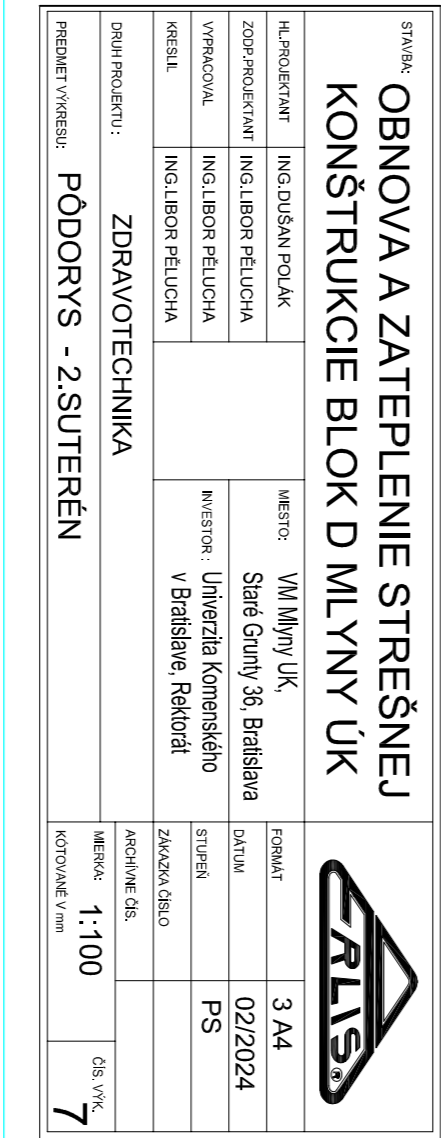 STAVBA: OBNOVA A ZATEPLENIE STREŠNEJ
KONŠTRUKCIE BLOK D MLYNY ÚK
ERLIS®
HL.PROJEKTANT ING.DUŠAN POLÁK
ZODP.PROJEKTANT ING.LIBOR PĚLUCHA
VYPRACOVAL ING.LIBOR PĚLUCHA
KRESLIL ING.LIBOR PĚLUCHA
MIESTO: VM Mlyny UK,
Staré Grunty 36, Bratislava
INVESTOR: Univerzita Komenského
v Bratislave, Rektorát
FORMÁT 3 A4
DÁTUM 02/2024
STUPEŇ PS
ZÁKAZKA ČÍSLO
ARCHÍVNE ČÍS.
DRUH PROJEKTU: ZDRAVOTECHNIKA
PREDMET VÝKRESU: PÔDORYS - 2.SUTERÉN
MIERKA: 1:100
KÓTOVANÉ V mm
ČÍS. VÝK.
7